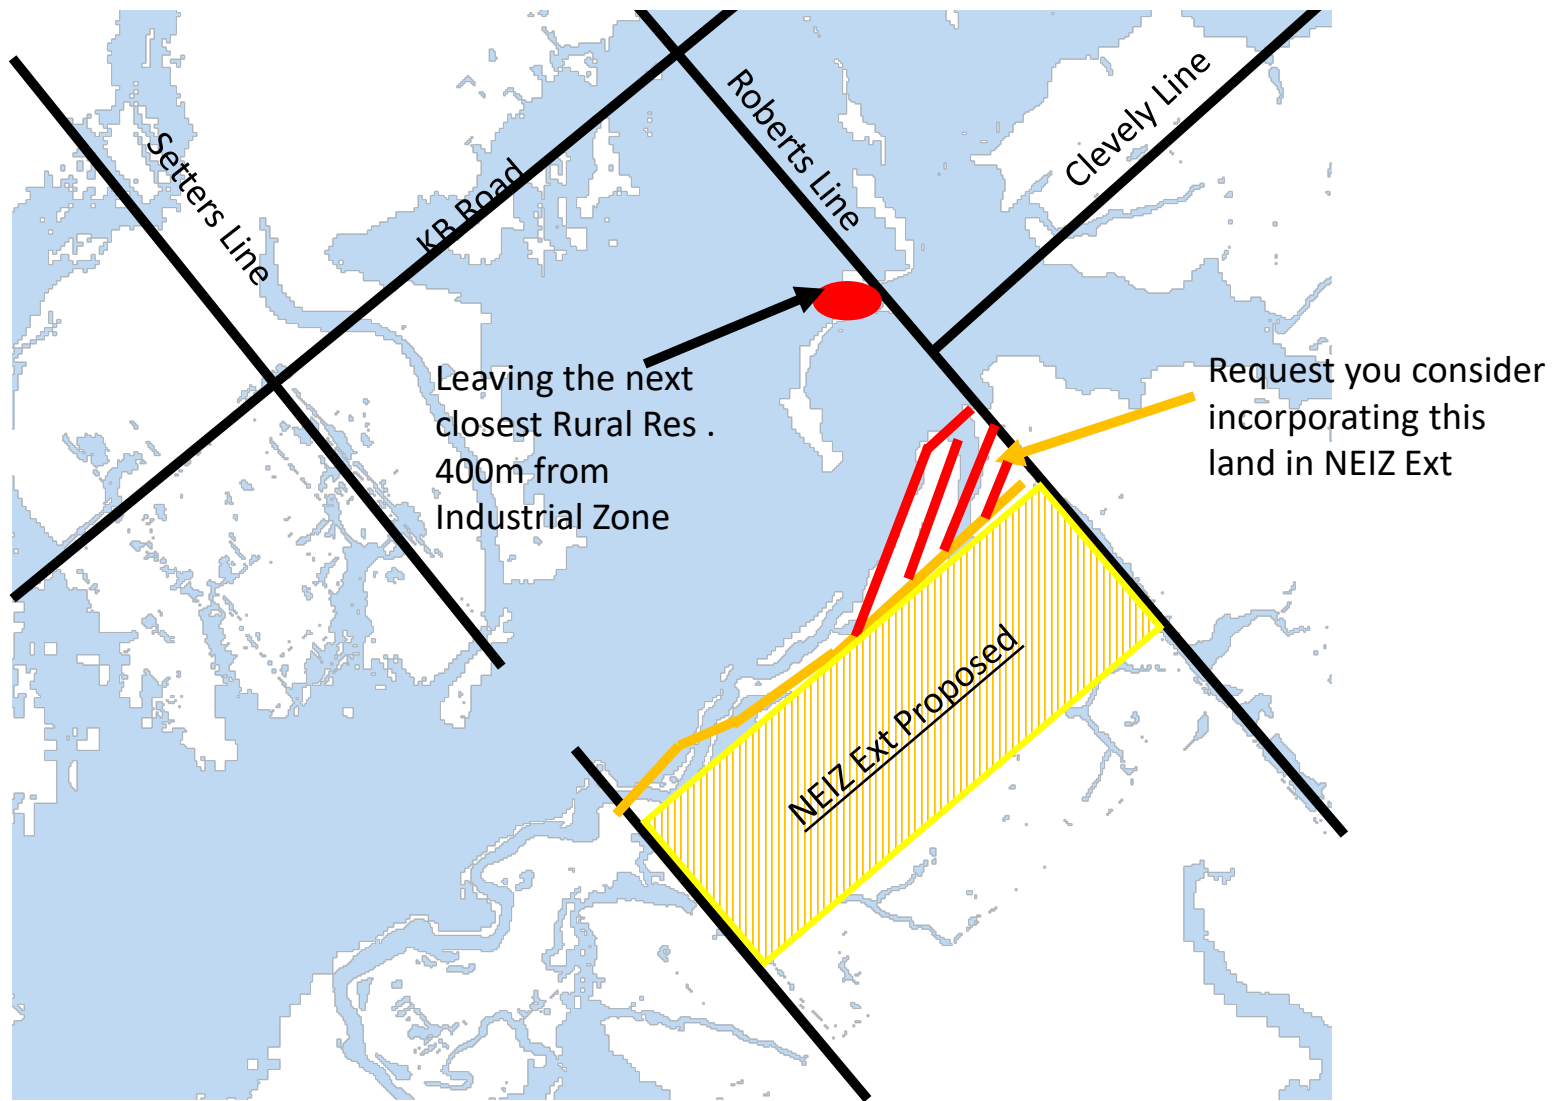 Setters Line
KB Road
Roberts Line
Clevely Line
Leaving the next
closest Rural Res .
400m from
Industrial Zone
Request you consider
incorporating this
land in NEIZ Ext
NEIZ Ext Proposed